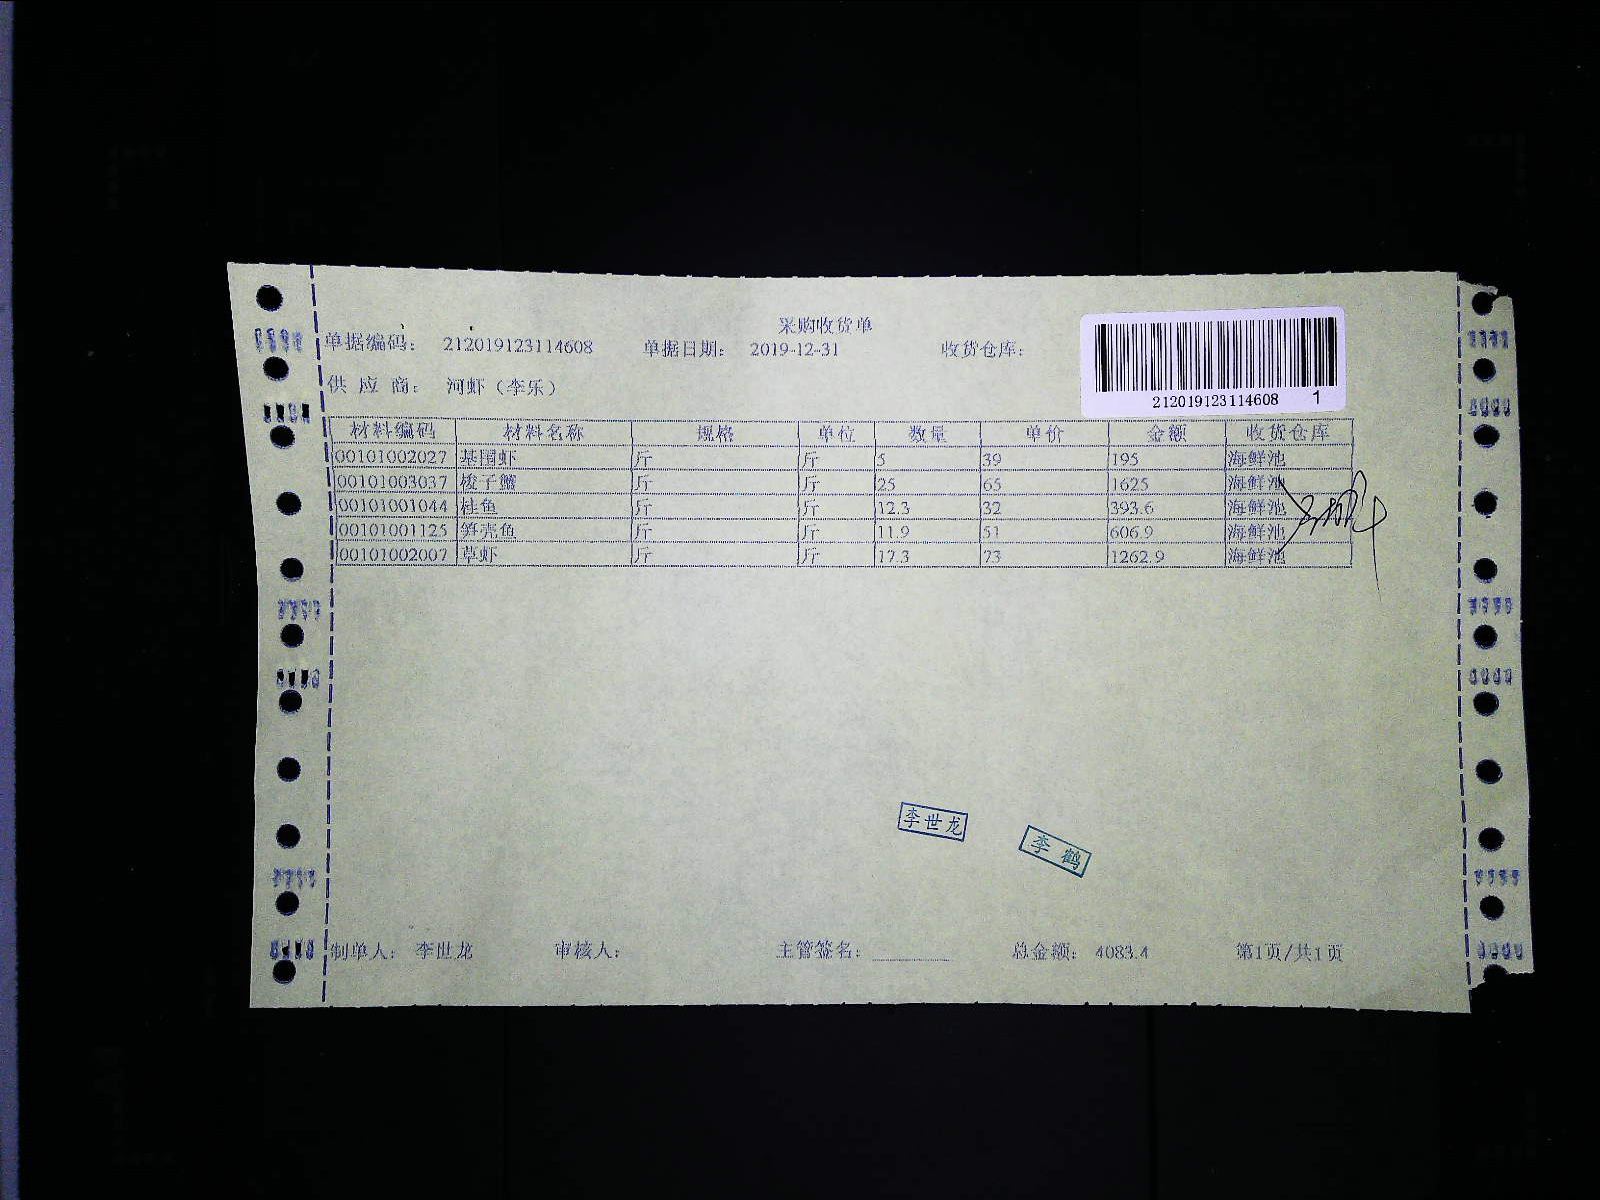 采购收货单
单据编码： 212019123114608 单据日期： 2019-12-31 收货仓库：
212019123114608 1
供 应 商： 河虾（李乐）
材料编码 材料名称 规格 单位 数量 单价 金额 收货仓库
00101002027 基围虾 斤 斤 5 39 195 海鲜池
00101003037 梭子蟹 斤 斤 25 65 1625 海鲜池
00101001044 桂鱼 斤 斤 12.3 32 393.6 海鲜池
00101001125 笋壳鱼 斤 斤 11.9 51 606.9 海鲜池
00101002007 草虾 斤 斤 17.3 73 1262.9 海鲜池
李世龙
李鹤
制单人： 李世龙 审核人： 主管签名： 总金额： 4083.4 第1页/共1页